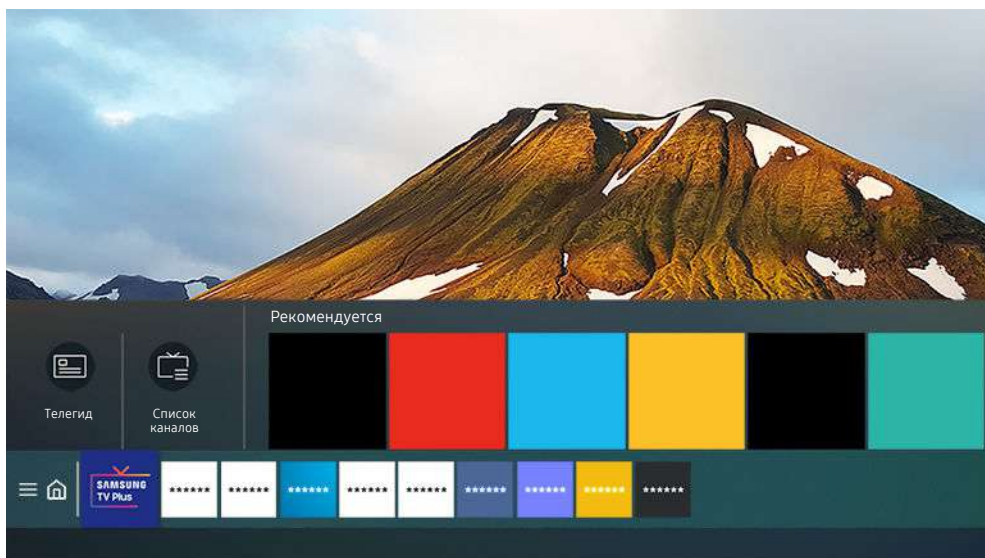 Рекомендуется
Телегид
Список
каналов
SAMSUNG
TV Plus
****** ****** ****** ****** ****** ****** ****** ****** ******